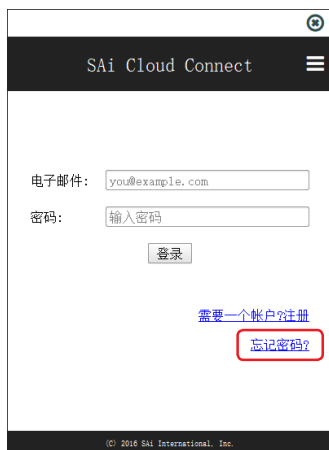 SAi Cloud Connect
电子邮件: you@example.com
密码: 输入密码
登录
需要一个帐户?注册
忘记密码?
(C) 2016 SAi International, Inc.